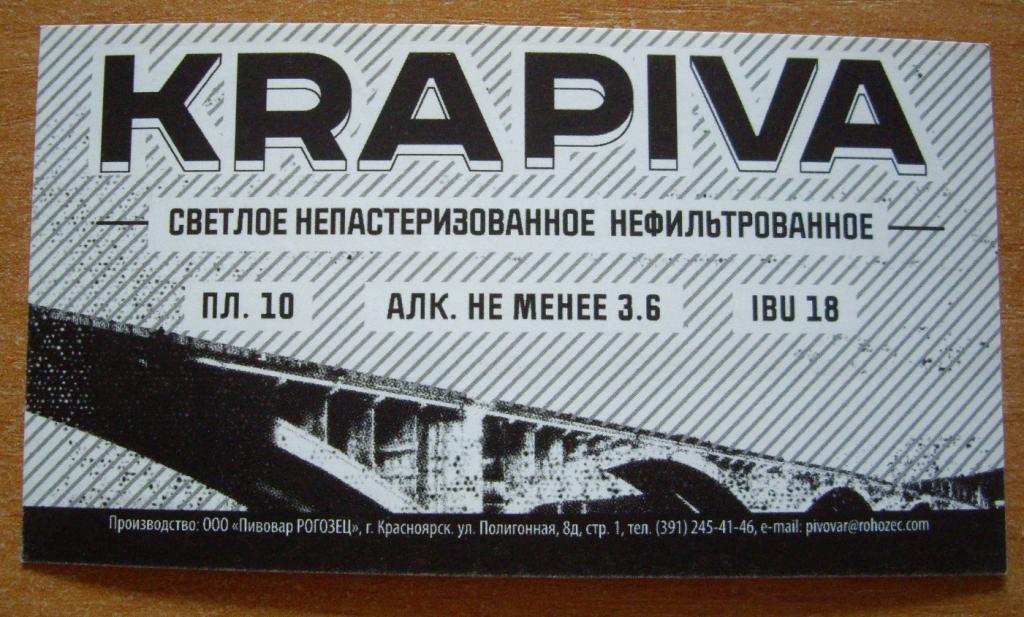 KRAPIVA
СВЕТЛОЕ НЕПАСТЕРИЗОВАННОЕ НЕФИЛЬТРОВАННОЕ
ПЛ. 10 АЛК. НЕ МЕНЕЕ 3.6 IBU 18
Производство: ООО «Пивовар РОГОЗЕЦ», г. Красноярск. ул. Полигонная, 8д, стр. 1, тел. (391) 245-41-46, e-mail: pivovar@rohozec.com